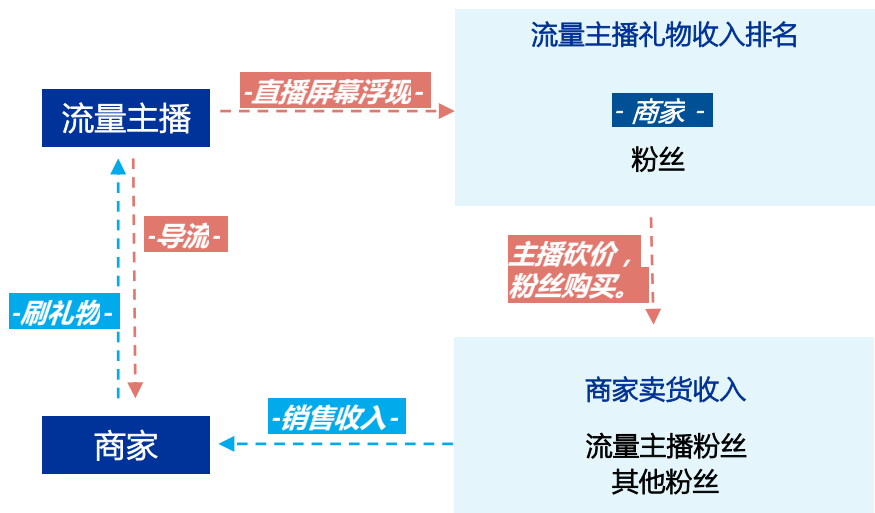 流量主播礼物收入排名
-直播屏幕浮现-
流量主播
- 商家 -
粉丝
-导流-
主播砍价，
粉丝购买。
-刷礼物-
商家卖货收入
-销售收入-
商家
流量主播粉丝
其他粉丝